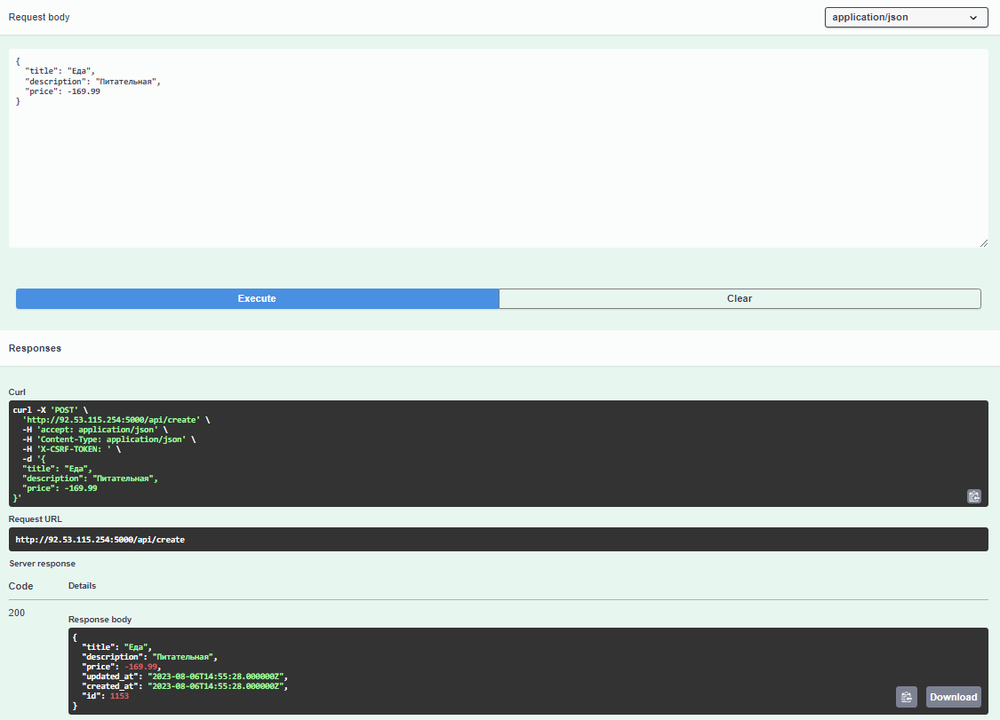 Request body
application/json
{
  "title": "Еда",
  "description": "Питательная",
  "price": -169.99
}
Execute
Clear
Responses
Curl
curl -X 'POST' \
  'http://92.53.115.254:5000/api/create' \
  -H 'accept: application/json' \
  -H 'Content-Type: application/json' \
  -H 'X-CSRF-TOKEN: ' \
  -d '{
  "title": "Еда",
  "description": "Питательная",
  "price": -169.99
}'
Request URL
http://92.53.115.254:5000/api/create
Server response
Code Details
200
Response body
{
  "title": "Еда",
  "description": "Питательная",
  "price": -169.99,
  "updated_at": "2023-08-06T14:55:28.000000Z",
  "created_at": "2023-08-06T14:55:28.000000Z",
  "id": 1153
}
Download